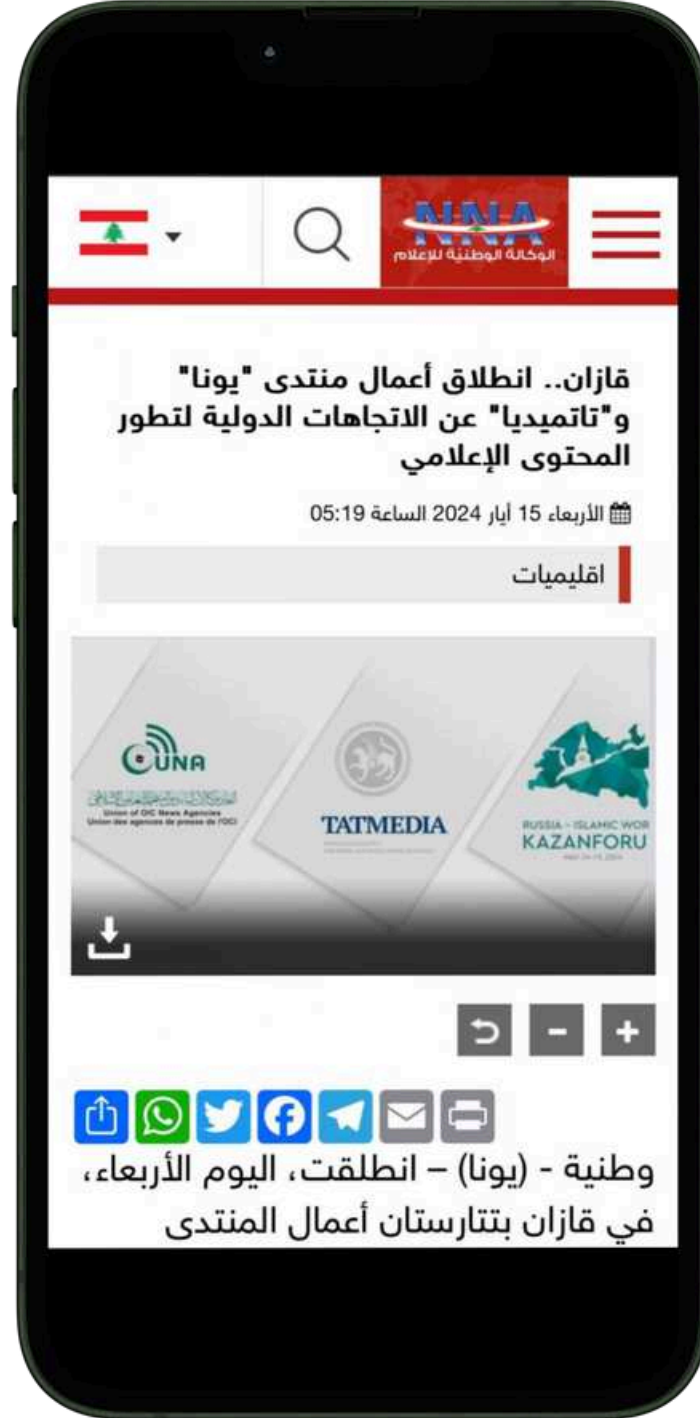 NNA
الوكالة الوطنية للإعلام
قازان.. انطلاق أعمال منتدى "يونا"
و"تاتميديا" عن الاتجاهات الدولية لتطور
المحتوى الإعلامي
الأربعاء 15 أيار 2024 الساعة 05:19
اقليميات
UNA
Union of OIC News Agencies
Union des agences de presse de l'OCI
TATMEDIA
RUSSIA - ISLAMIC WOR
KAZANFORU
وطنية - (يونا) – انطلقت، اليوم الأربعاء،
في قازان بتتارستان أعمال المنتدى